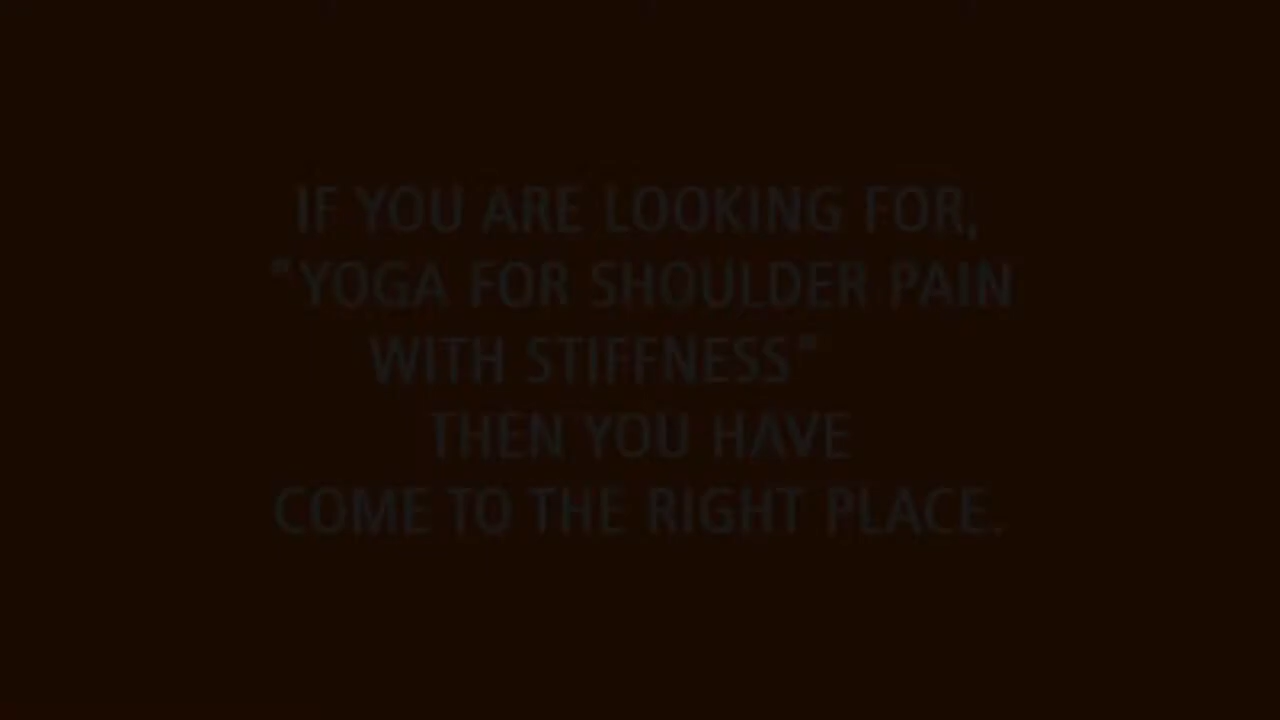 IF YOU ARE LOOKING FOR,
"YOGA FOR SHOULDER PAIN
WITH STIFFNESS"
THEN YOU HAVE
COME TO THE RIGHT PLACE.